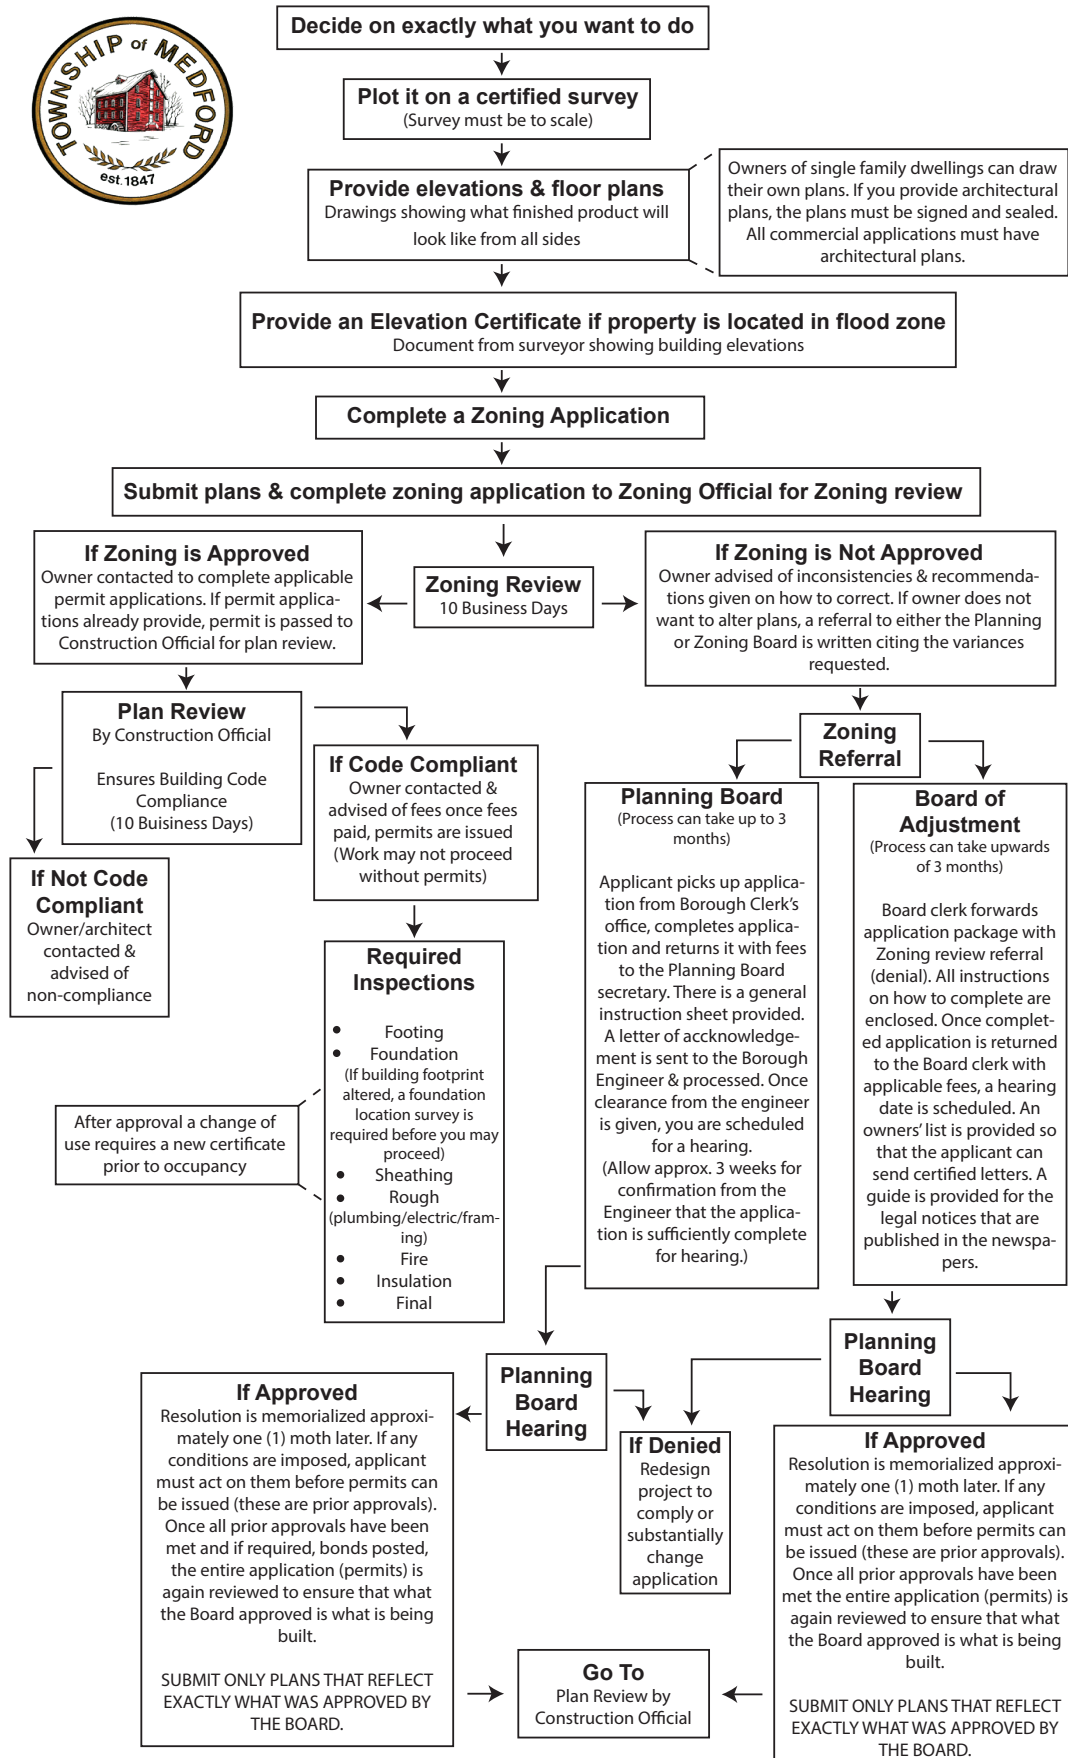 TOWNSHIP of MEDFORD
est. 1847
Decide on exactly what you want to do
Plot it on a certified survey
(Survey must be to scale)
Provide elevations & floor plans
Drawings showing what finished product will
look like from all sides
Owners of single family dwellings can draw
their own plans. If you provide architectural
plans, the plans must be signed and sealed.
All commercial applications must have
architectural plans.
Provide an Elevation Certificate if property is located in flood zone
Document from surveyor showing building elevations
Complete a Zoning Application
Submit plans & complete zoning application to Zoning Official for Zoning review
Zoning Review
10 Business Days
If Zoning is Approved
Owner contacted to complete applicable
permit applications. If permit applica-
tions already provide, permit is passed to
Construction Official for plan review.
If Zoning is Not Approved
Owner advised of inconsistencies & recommenda-
tions given on how to correct. If owner does not
want to alter plans, a referral to either the Planning
or Zoning Board is written citing the variances
requested.
Plan Review
By Construction Official
Ensures Building Code
Compliance
(10 Buisiness Days)
If Not Code
Compliant
Owner/architect
contacted &
advised of
non-compliance
If Code Compliant
Owner contacted &
advised of fees once fees
paid, permits are issued
(Work may not proceed
without permits)
Required
Inspections
• Footing
• Foundation
(If building footprint
altered, a foundation
location survey is
required before you may
proceed)
• Sheathing
• Rough
(plumbing/electric/fram-
ing)
• Fire
• Insulation
• Final
After approval a change of
use requires a new certificate
prior to occupancy
Zoning
Referral
Planning Board
(Process can take up to 3
months)
Applicant picks up applica-
tion from Borough Clerk's
office, completes applica-
tion and returns it with fees
to the Planning Board
secretary. There is a general
instruction sheet provided.
A letter of acckknowledge-
ment is sent to the Borough
Engineer & processed. Once
clearance from the engineer
is given, you are scheduled
for a hearing.
(Allow approx. 3 weeks for
confirmation from the
Engineer that the applica-
tion is sufficiently complete
for hearing.)
Board of
Adjustment
(Process can take upwards
of 3 months)
Board clerk forwards
application package with
Zoning review referral
(denial). All instructions
on how to complete are
enclosed. Once complet-
ed application is returned
to the Board clerk with
applicable fees, a hearing
date is scheduled. An
owners' list is provided so
that the applicant can
send certified letters. A
guide is provided for the
legal notices that are
published in the newspa-
pers.
Planning
Board
Hearing
Planning
Board
Hearing
If Approved
Resolution is memorialized approxi-
mately one (1) moth later. If any
conditions are imposed, applicant
must act on them before permits can
be issued (these are prior approvals).
Once all prior approvals have been
met and if required, bonds posted,
the entire application (permits) is
again reviewed to ensure that what
the Board approved is what is being
built.
SUBMIT ONLY PLANS THAT REFLECT
EXACTLY WHAT WAS APPROVED BY
THE BOARD.
If Denied
Redesign
project to
comply or
substantially
change
application
If Approved
Resolution is memorialized approxi-
mately one (1) moth later. If any
conditions are imposed, applicant
must act on them before permits can
be issued (these are prior approvals).
Once all prior approvals have been
met the entire application (permits) is
again reviewed to ensure that what
the Board approved is what is being
built.
SUBMIT ONLY PLANS THAT REFLECT
EXACTLY WHAT WAS APPROVED BY
THE BOARD.
Go To
Plan Review by
Construction Official